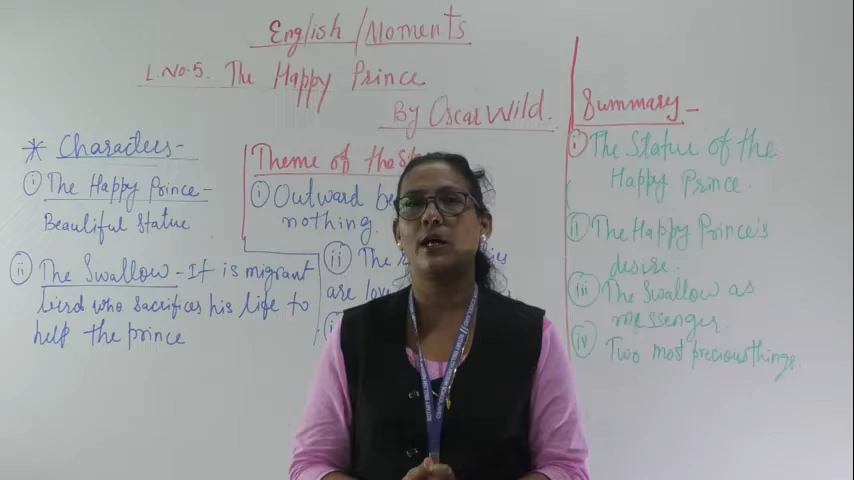 English / Moments
L.No.5. The Happy Prince
By Oscar Wild.
* Characters-
i The Happy Prince-
Beautiful statue
ii The Swallow - It is migrant
bird who sacrifices his life to
help the prince
Theme of the
i Outward
nothing.
ii The
are
Summary-
i The Statue of the
Happy Prince.
ii The Happy Prince's
desire.
iii The Swallow as
messenger.
iv Two most precious things.